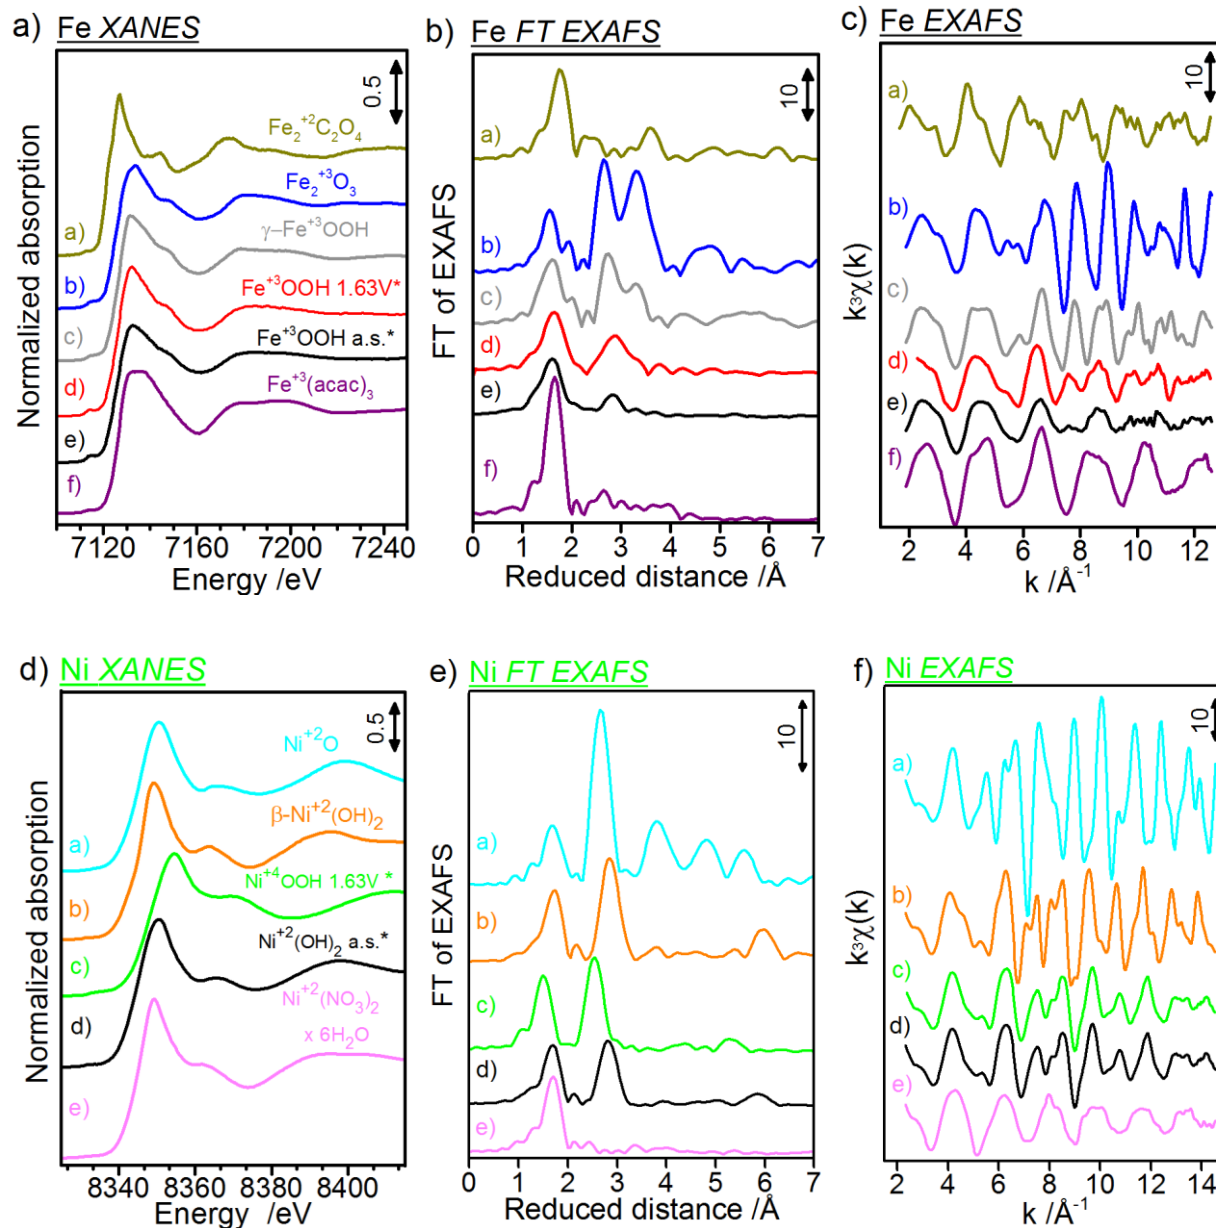 a) Fe XANES
0.5
Fe₂⁺²C₂O₄
Fe₂⁺³O₃
γ–Fe⁺³OOH
Fe⁺³OOH 1.63V*
Fe⁺³OOH a.s.*
Fe⁺³(acac)₃
a)
b)
c)
d)
e)
f)
Normalized absorption
7120 7160 7200 7240
Energy /eV
b) Fe FT EXAFS
10
a)
b)
c)
d)
e)
f)
FT of EXAFS
0 1 2 3 4 5 6 7
Reduced distance /Å
c) Fe EXAFS
10
a)
b)
c)
d)
e)
f)
k³χ(k)
2 4 6 8 10 12
k /Å⁻¹
d) Ni XANES
0.5
Ni⁺²O
β-Ni⁺²(OH)₂
Ni⁺⁴OOH 1.63V *
Ni⁺²(OH)₂ a.s.*
Ni⁺²(NO₃)₂
x 6H₂O
a)
b)
c)
d)
e)
Normalized absorption
8340 8360 8380 8400
Energy /eV
e) Ni FT EXAFS
10
a)
b)
c)
d)
e)
FT of EXAFS
0 1 2 3 4 5 6 7
Reduced distance /Å
f) Ni EXAFS
10
a)
b)
c)
d)
e)
k³χ(k)
2 4 6 8 10 12 14
k /Å⁻¹